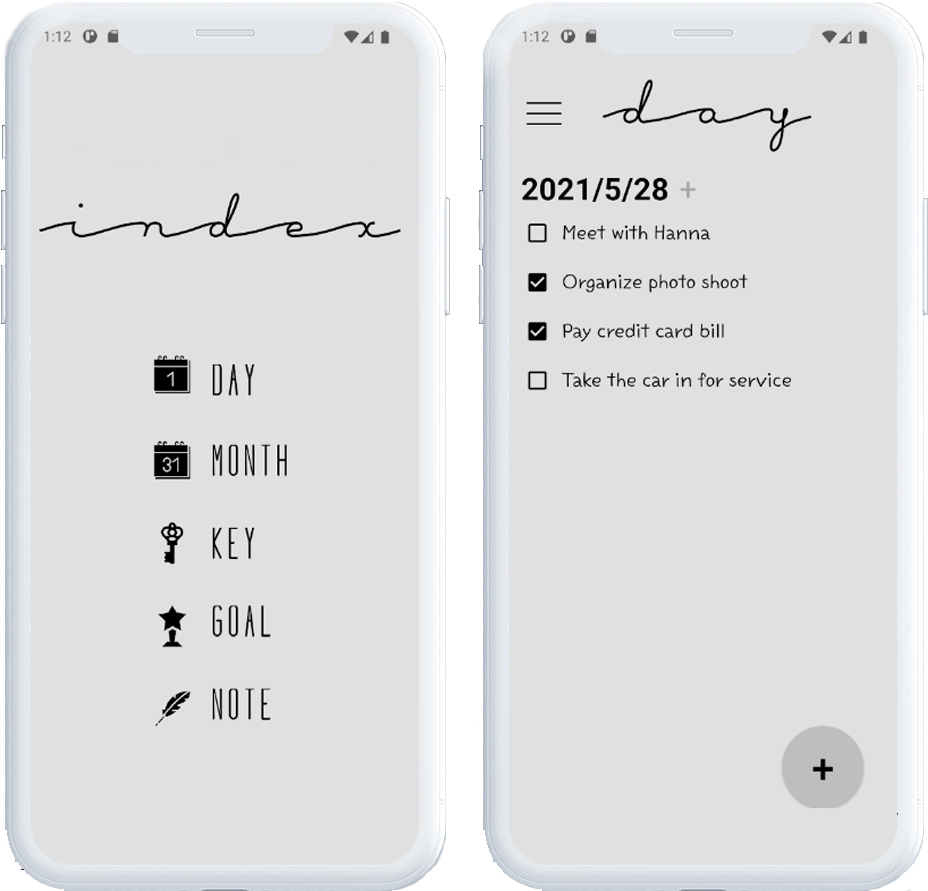 1:12
index
1 DAY
31 MONTH
KEY
GOAL
NOTE
1:12
day
2021/5/28 +
Meet with Hanna
Organize photo shoot
Pay credit card bill
Take the car in for service
+